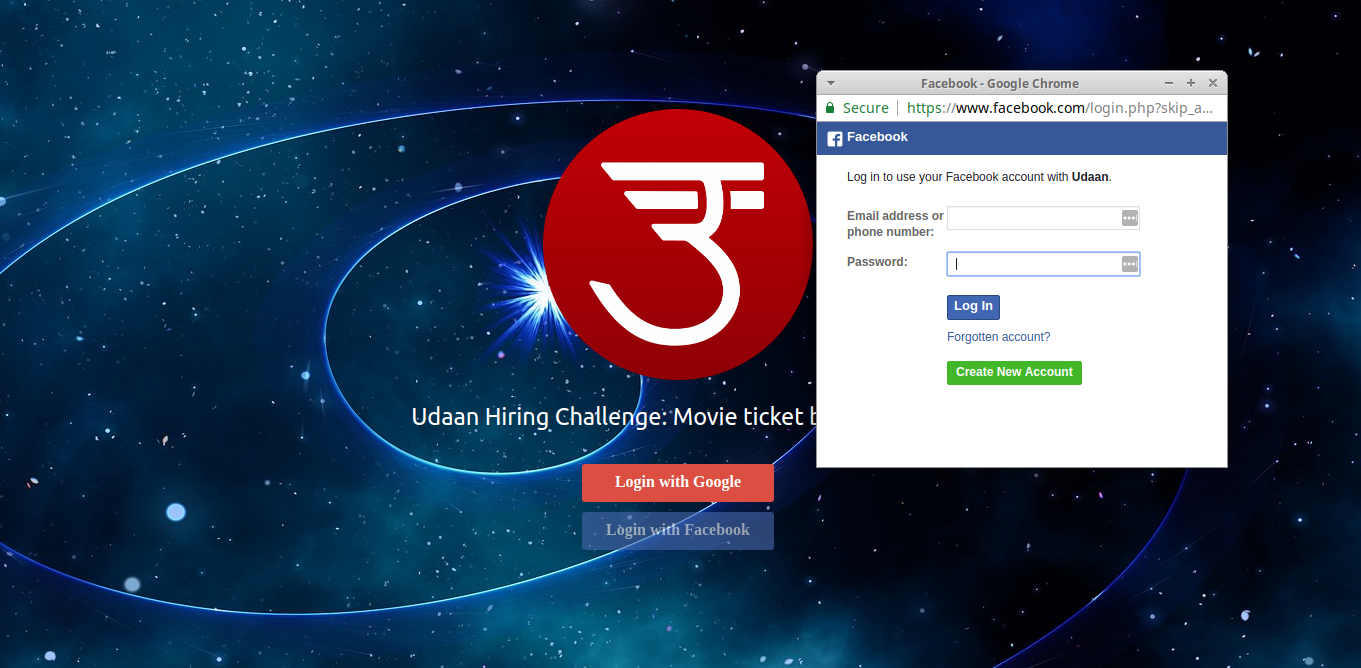 उ
Udaan Hiring Challenge: Movie ticket b
Login with Google
Login with Facebook
Facebook - Google Chrome
Secure https://www.facebook.com/login.php?skip_a...
Facebook
Log in to use your Facebook account with Udaan.
Email address or
phone number:
Password:
Log In
Forgotten account?
Create New Account